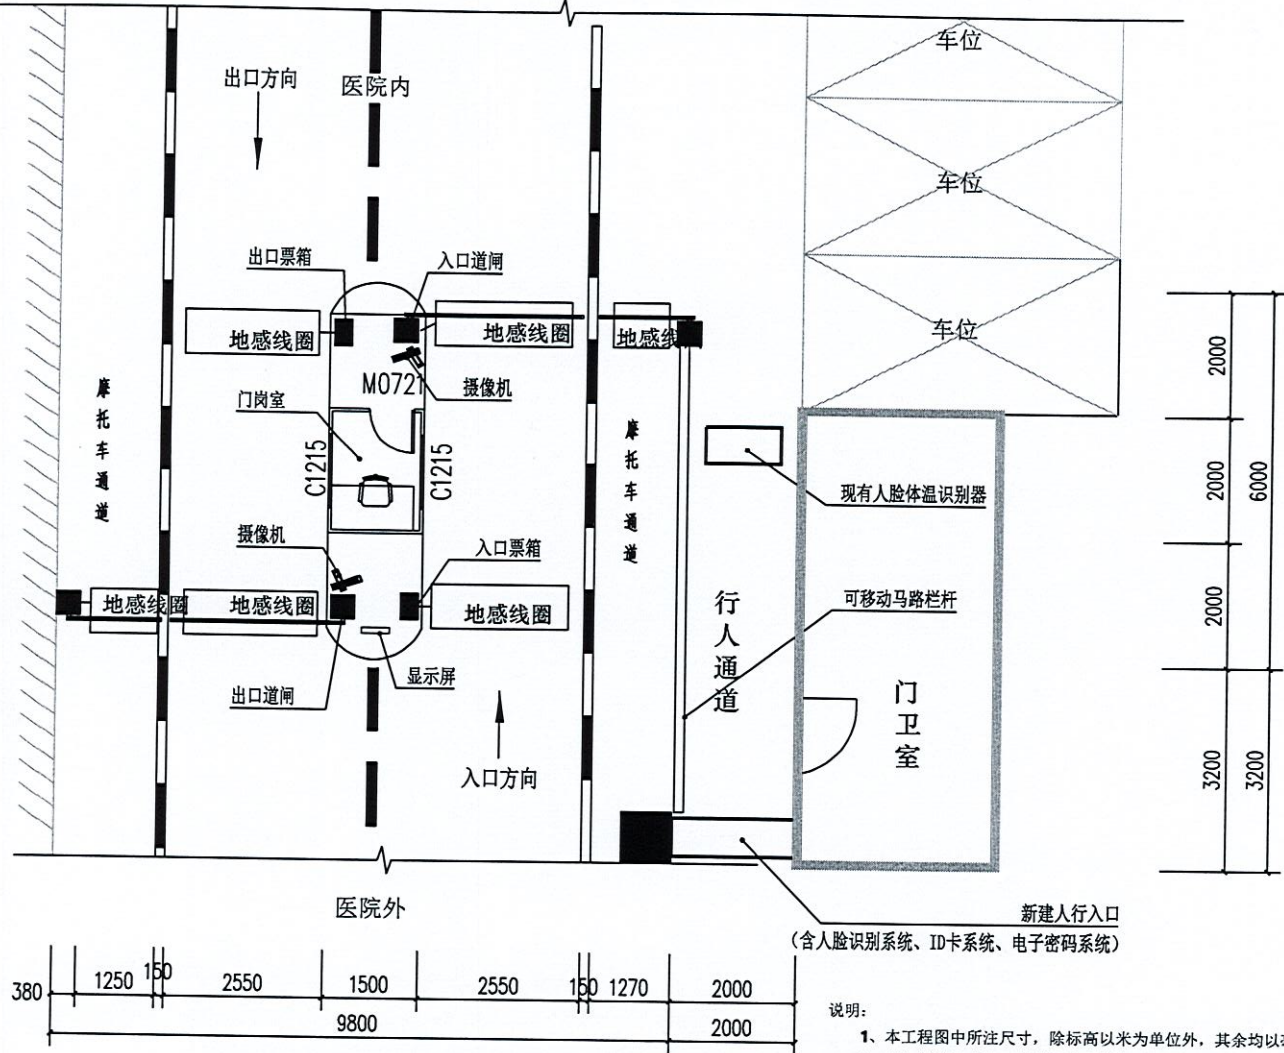 车位
出口方向
医院内
车位
出口票箱
入口道闸
地感线圈
地感线圈
地感线
车位
M0721
摄像机
门岗室
C1215
C1215
摩托车通道
摩托车通道
现有人脸体温识别器
摄像机
入口票箱
地感线圈
地感线圈
地感线圈
行人通道
可移动马路栏杆
显示屏
出口道闸
门卫室
入口方向
医院外
新建人行入口
(含人脸识别系统、ID卡系统、电子密码系统)
2000
2000
6000
2000
3200
3200
380
1250
150
2550
1500
2550
150
1270
2000
9800
2000
说明:
1、本工程图中所注尺寸，除标高以米为单位外，其余均以